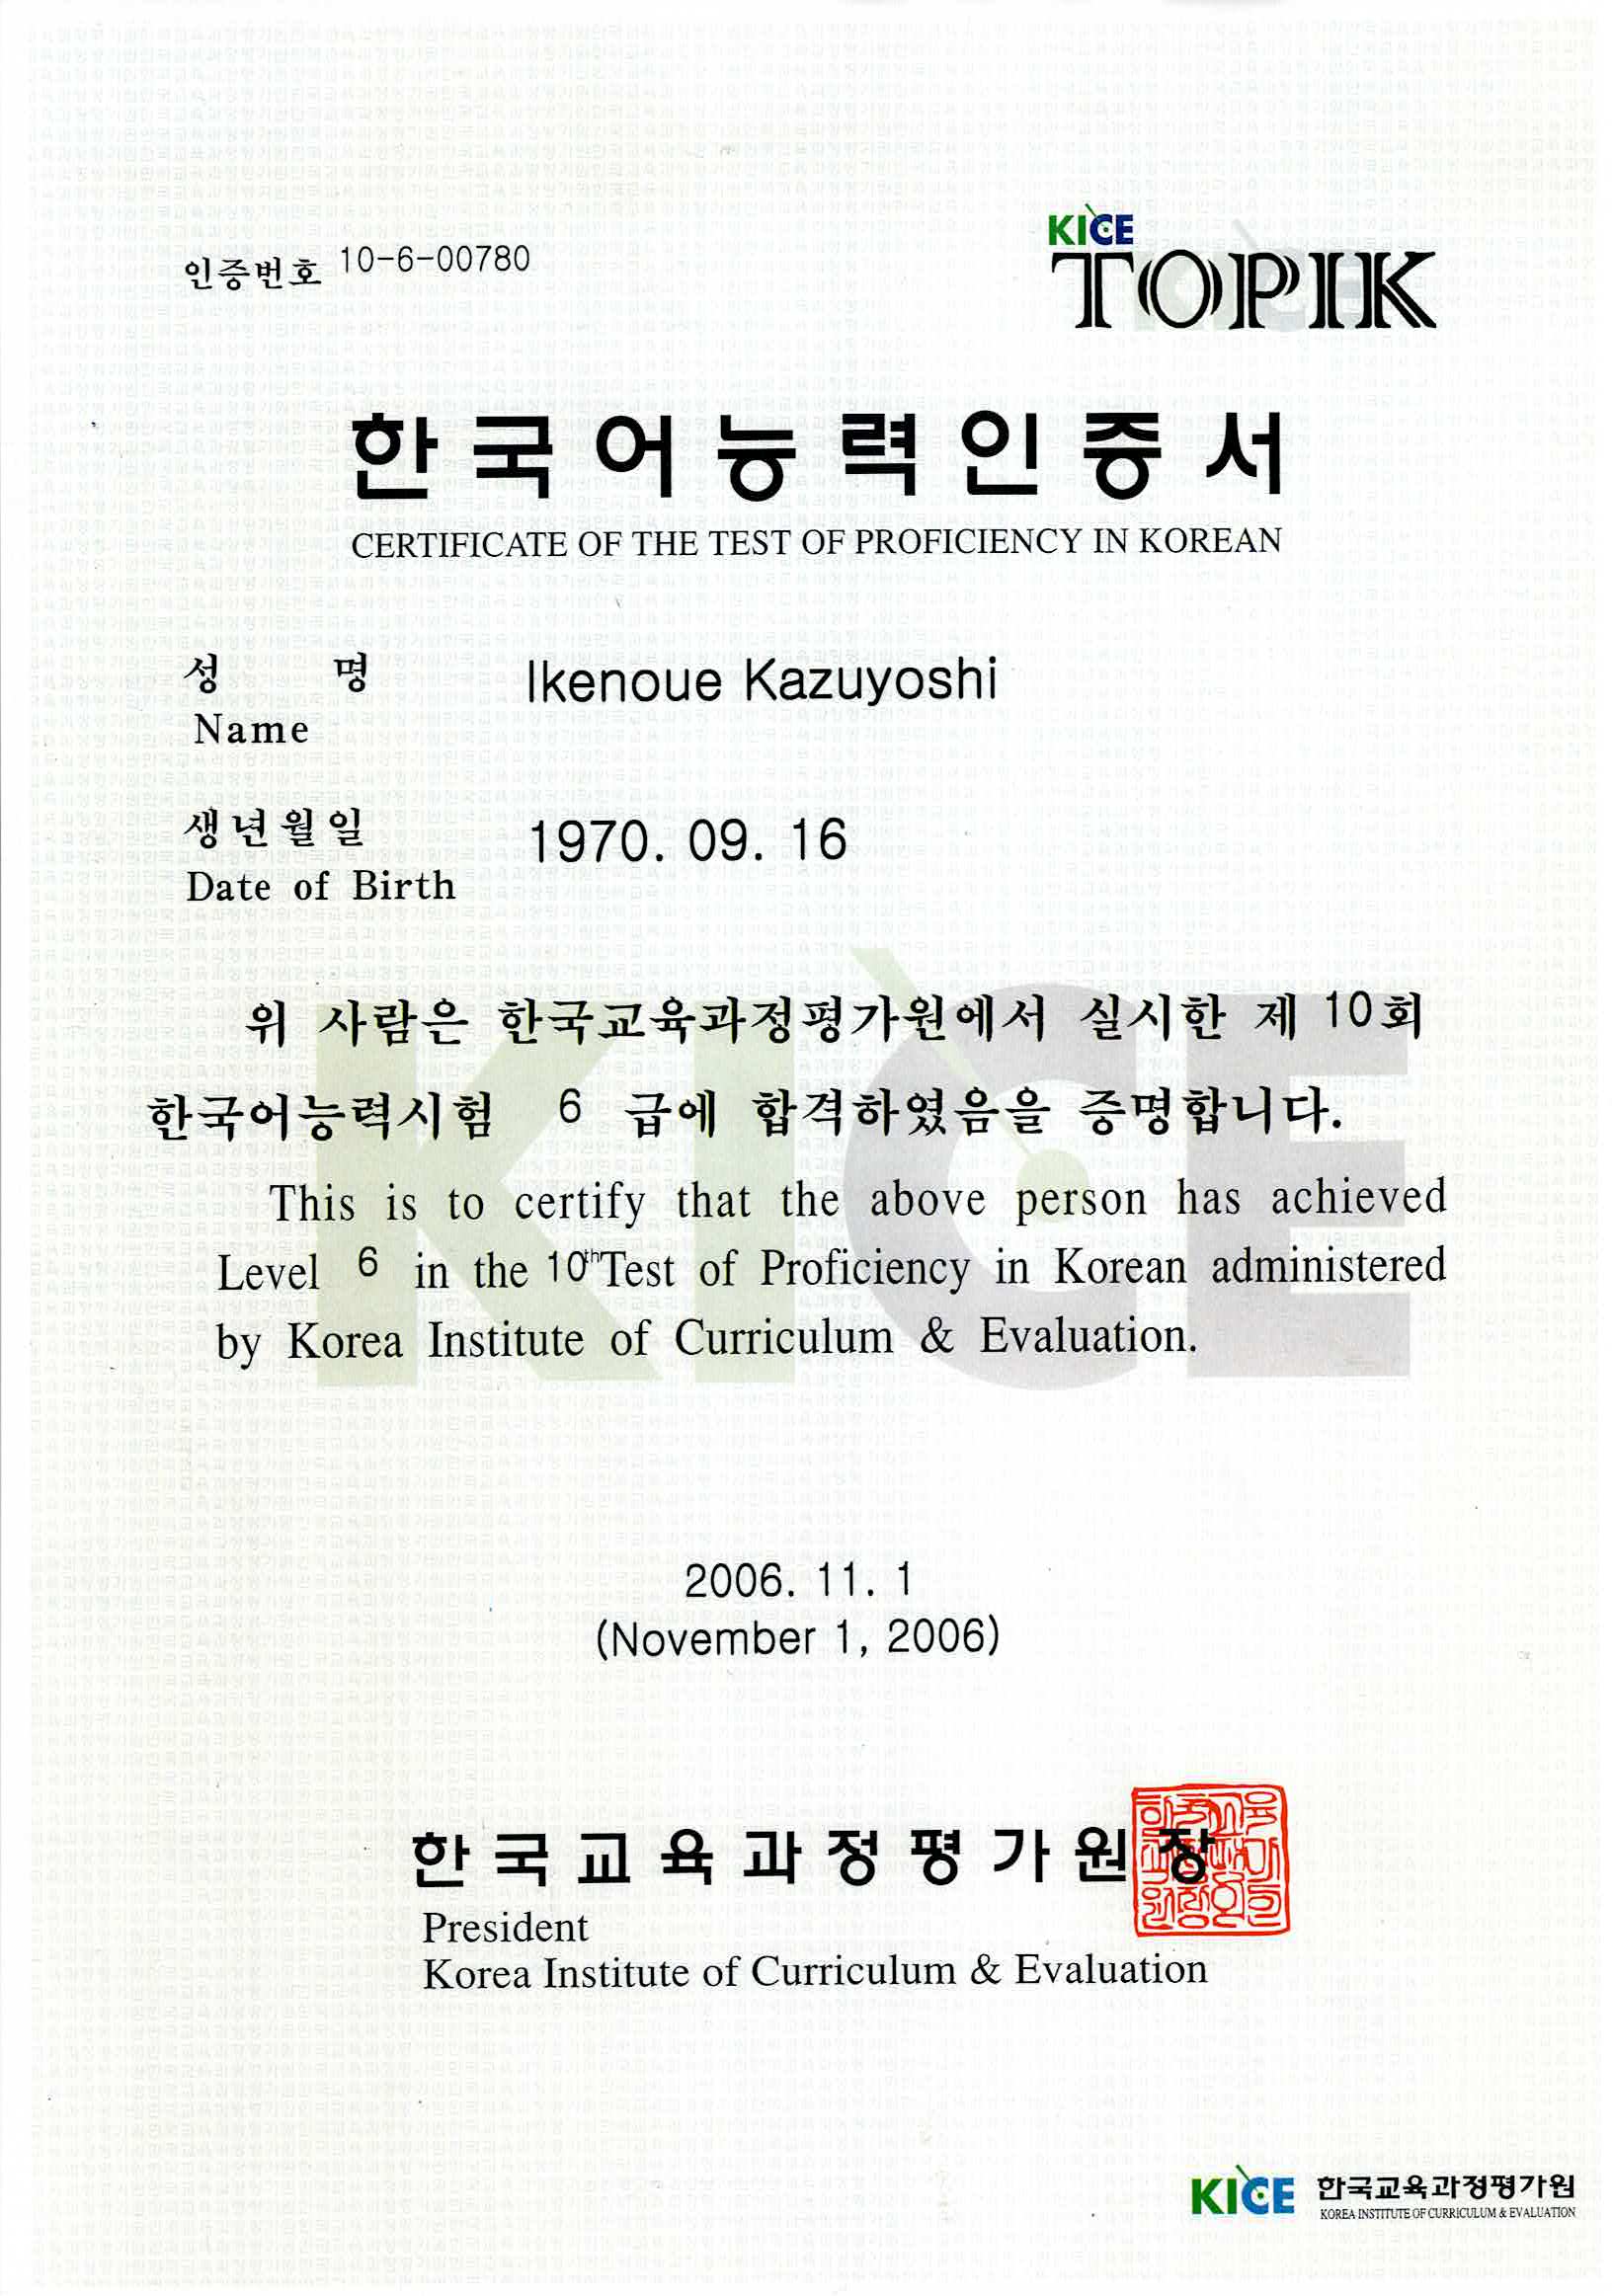 인증번호 10-6-00780
KICE
TOPIK
한국어능력인증서
CERTIFICATE OF THE TEST OF PROFICIENCY IN KOREAN
성 명 Ikenoue Kazuyoshi
Name
생년월일 1970. 09. 16
Date of Birth
위 사람은 한국교육과정평가원에서 실시한 제 10회
한국어능력시험 6 급에 합격하였음을 증명합니다.
This is to certify that the above person has achieved
Level 6 in the 10th Test of Proficiency in Korean administered
by Korea Institute of Curriculum & Evaluation.
KICE
2006. 11. 1
(November 1, 2006)
한국교육과정평가원장
President
Korea Institute of Curriculum & Evaluation
KICE 한국교육과정평가원
KOREA INSTITUTE OF CURRICULUM & EVALUATION